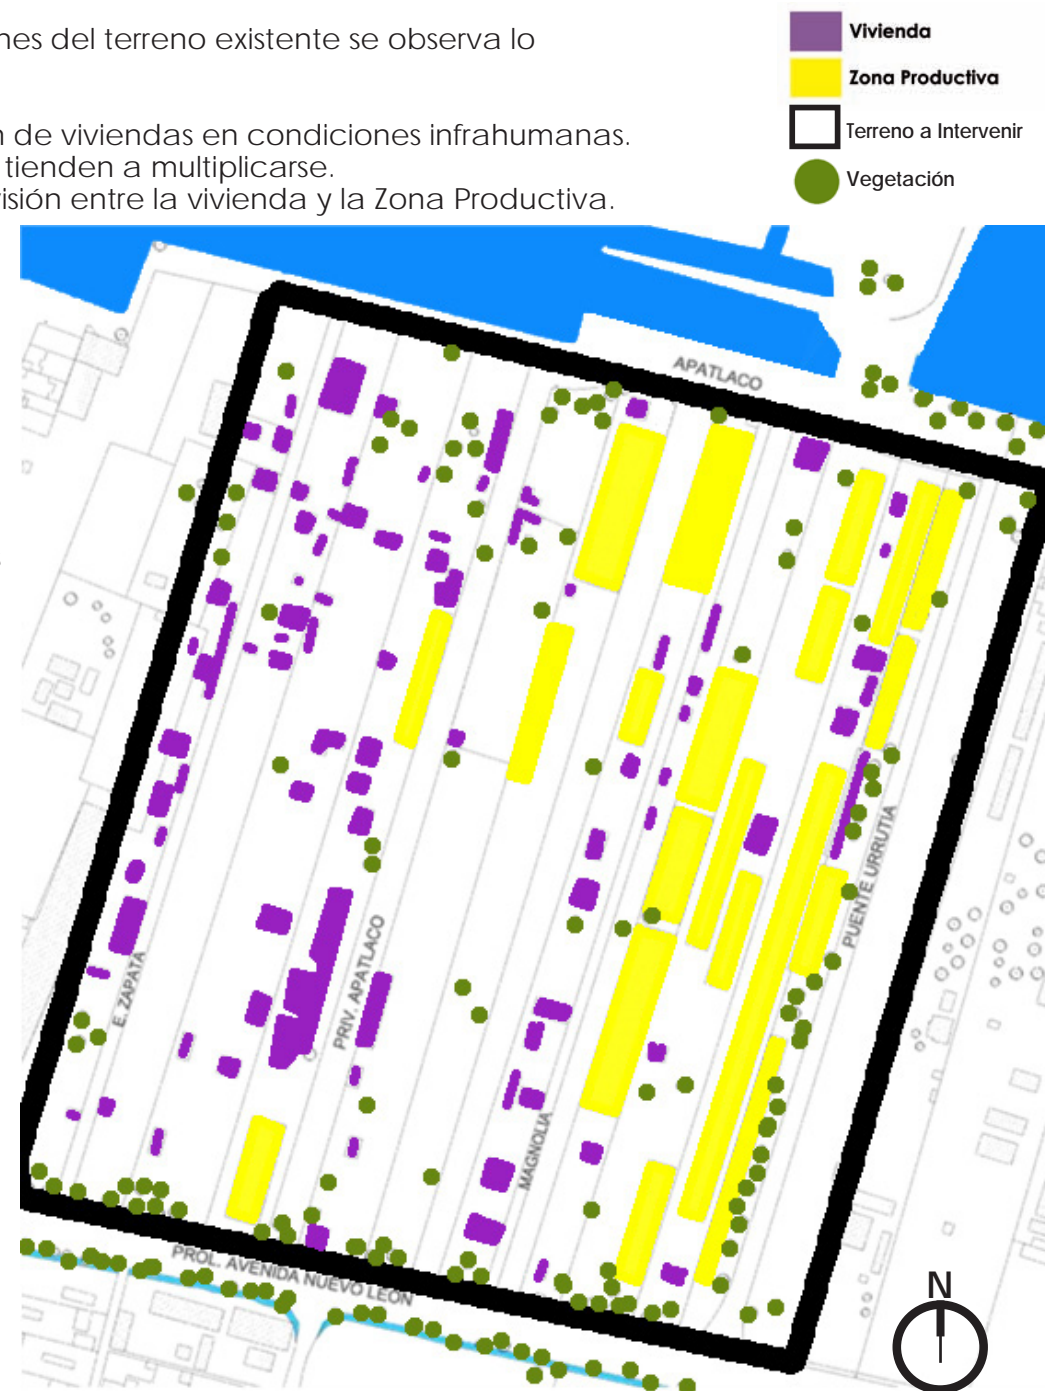 nes del terreno existente se observa lo
n de viviendas en condiciones infrahumanas.
tienden a multiplicarse.
visión entre la vivienda y la Zona Productiva.
Vivienda
Zona Productiva
Terreno a Intervenir
Vegetación
APATLACO
PUENTE URRUTIA
PRIV. APATLACO
E. ZAPATA
MAGNOLIA
PROL. AVENIDA NUEVO LEON
N